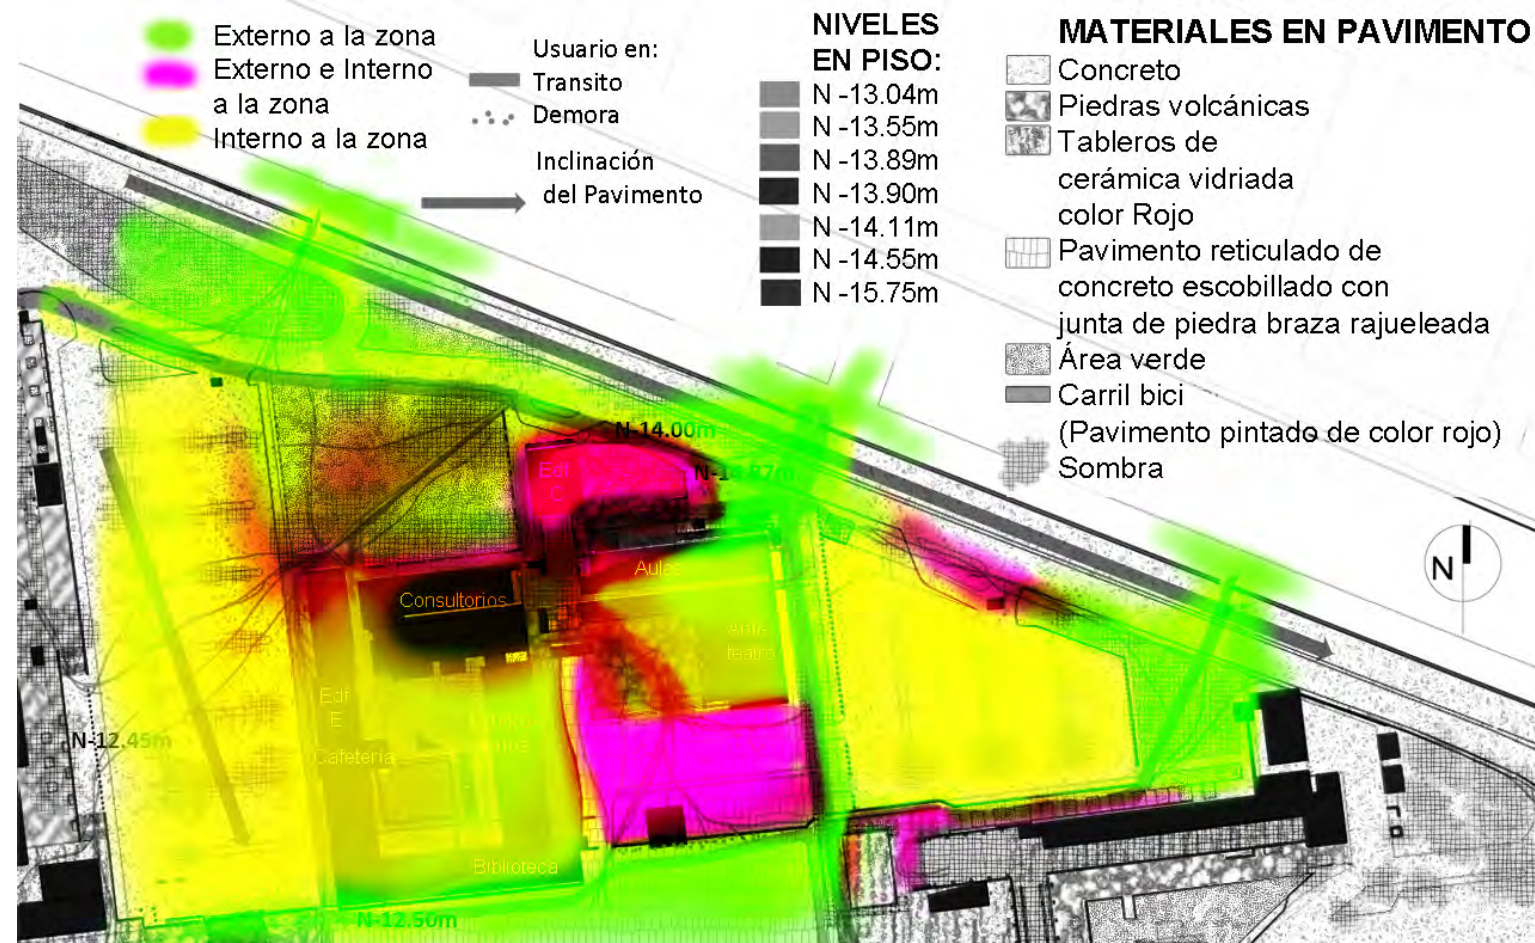 Externo a la zona
Externo e Interno
a la zona
Interno a la zona
Usuario en:
Transito
Demora
Inclinación
del Pavimento
NIVELES
EN PISO:
N -13.04m
N -13.55m
N -13.89m
N -13.90m
N -14.11m
N -14.55m
N -15.75m
MATERIALES EN PAVIMENTO
Concreto
Piedras volcánicas
Tableros de
cerámica vidriada
color Rojo
Pavimento reticulado de
concreto escobillado con
junta de piedra braza rajueleada
Área verde
Carril bici
(Pavimento pintado de color rojo)
Sombra
N
N-14.00m
Edf.
C
Aulas
Consultorios
Anfi-
teatro
Edf.
E
Cafetería
N-12.45m
Biblioteca
N-12.50m